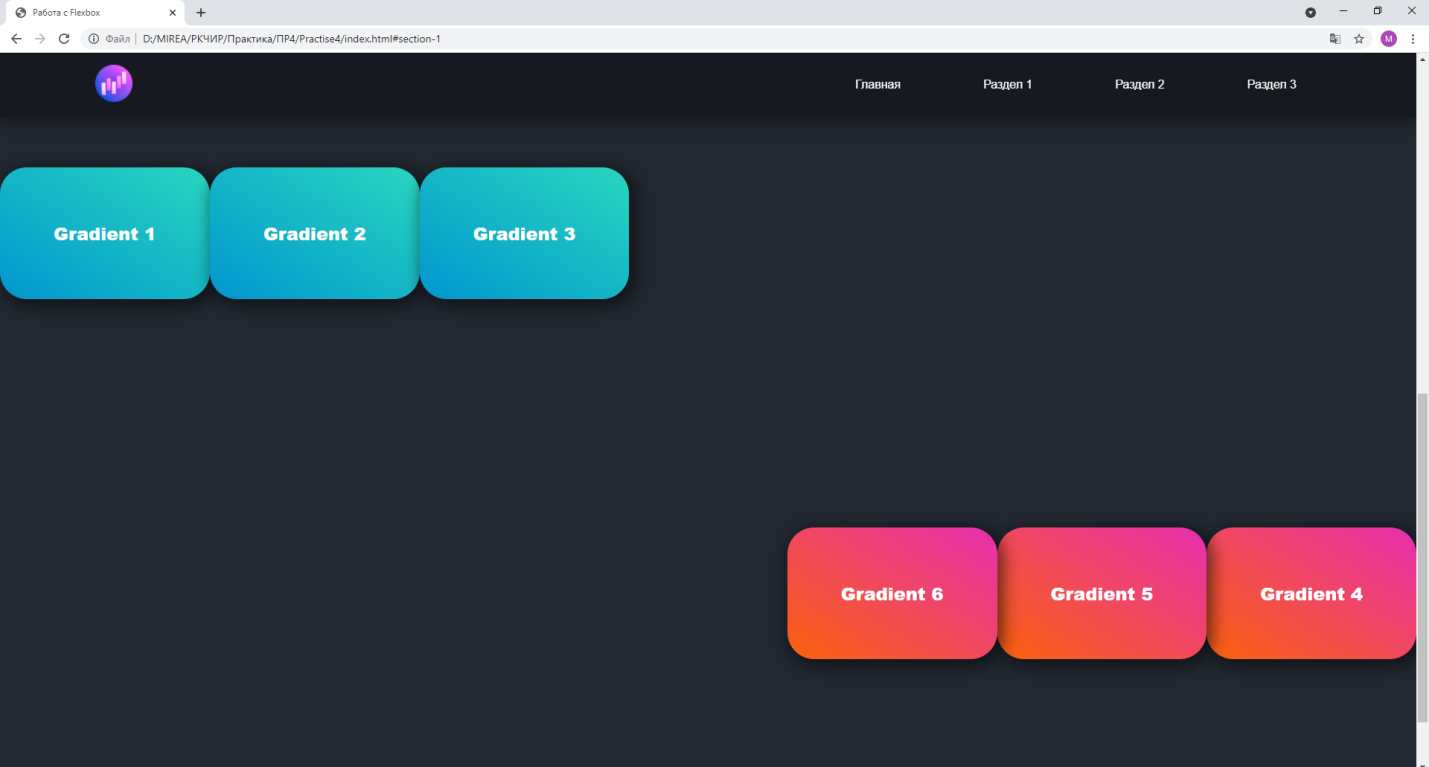 Работа с Flexbox
Файл D:/MIREA/РКЧИР/Практика/ПР4/Practise4/index.html#section-1
M
Главная Раздел 1 Раздел 2 Раздел 3
Gradient 1 Gradient 2 Gradient 3
Gradient 6 Gradient 5 Gradient 4